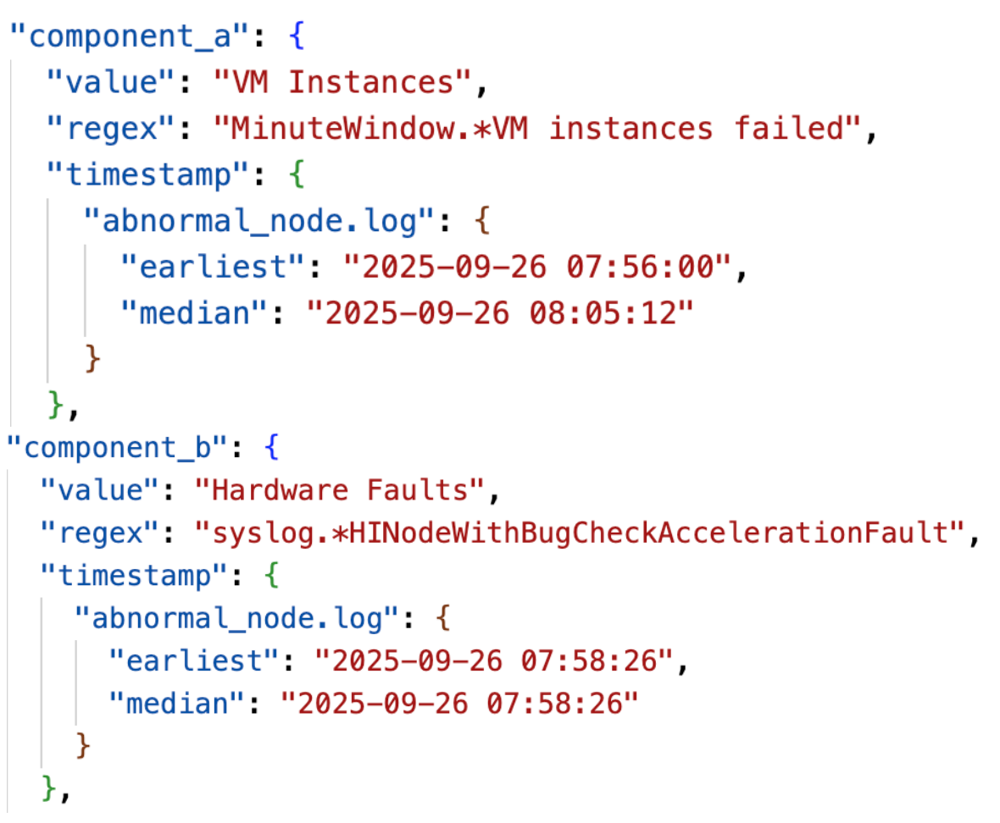 "component_a": {
"value": "VM Instances",
"regex": "MinuteWindow.*VM instances failed",
"timestamp": {
"abnormal_node.log": {
"earliest": "2025-09-26 07:56:00",
"median": "2025-09-26 08:05:12"
}
},
"component_b": {
"value": "Hardware Faults",
"regex": "syslog.*HINodeWithBugCheckAccelerationFault",
"timestamp": {
"abnormal_node.log": {
"earliest": "2025-09-26 07:58:26",
"median": "2025-09-26 07:58:26"
}
},